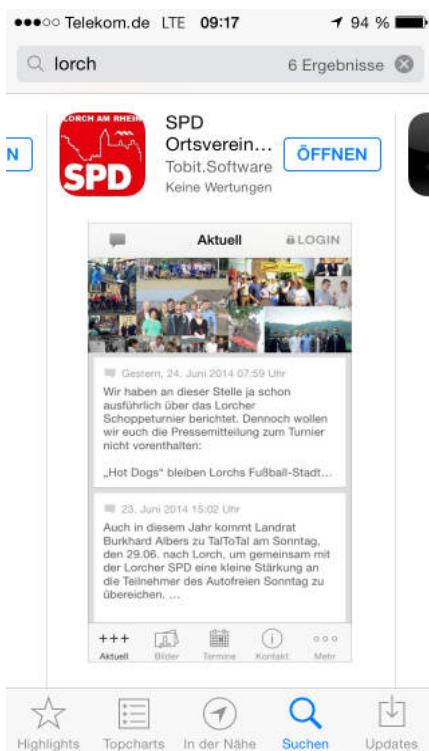 Telekom.de LTE 09:17 94 %
lorch 6 Ergebnisse
N
LORCH AM RHEIN
SPD
SPD
Ortsverein...
Tobit.Software
Keine Wertungen
ÖFFNEN
Aktuell LOGIN
Gestern, 24. Juni 2014 07:59 Uhr
Wir haben an dieser Stelle ja schon
ausführlich über das Lorcher
Schoppeturnier berichtet. Dennoch wollen
wir euch die Pressemitteilung zum Turnier
nicht vorenthalten:
„Hot Dogs" bleiben Lorchs Fußball-Stadt...
23. Juni 2014 15:02 Uhr
Auch in diesem Jahr kommt Landrat
Burkhard Albers zu TalToTal am Sonntag,
den 29.06. nach Lorch, um gemeinsam mit
der Lorcher SPD eine kleine Stärkung an
die Teilnehmer des Autofreien Sonntag zu
übereichen. ...
Aktuell Bilder Termine Kontakt Mehr
Highlights Topcharts In der Nähe Suchen Updates